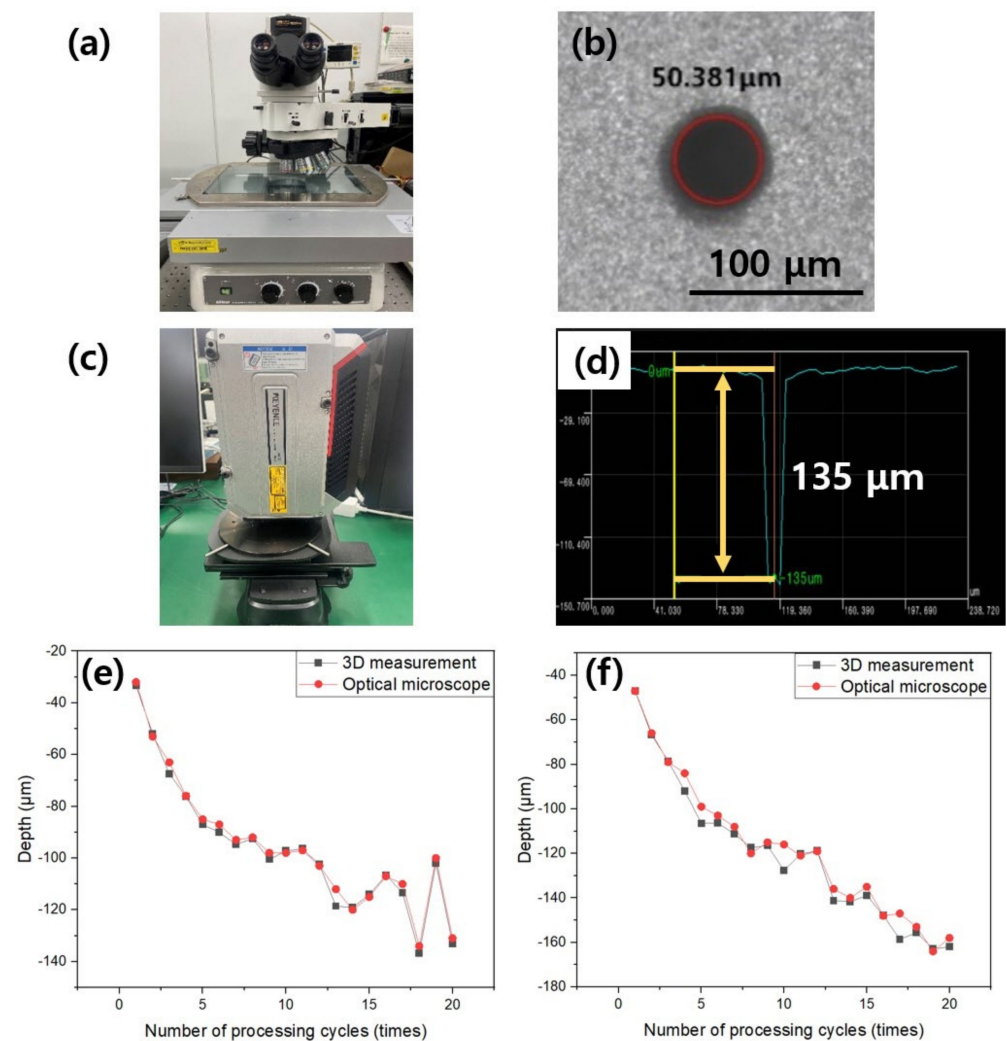 (a)
(b)
50.381μm
100 μm
(c)
KEYENCE
(d)
0um
-29.100
-69.400
-110.400
-150.700
-135um
135 μm
um
0.000
41.030
78.330
119.360
160.390
197.690
238.720
(e)
3D measurement
Optical microscope
-20
-40
-60
-80
-100
-120
-140
Depth (μm)
0
5
10
15
20
Number of processing cycles (times)
(f)
3D measurement
Optical microscope
-40
-60
-80
-100
-120
-140
-160
-180
Depth (μm)
0
5
10
15
20
Number of processing cycles (times)